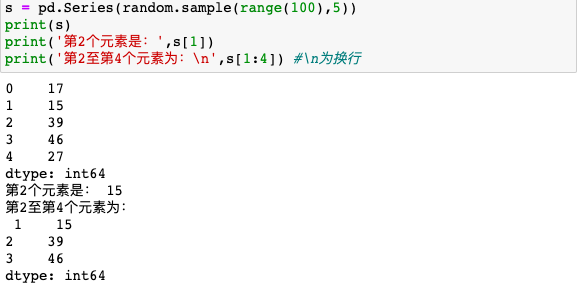 s = pd.Series(random.sample(range(100),5))
print(s)
print('第2个元素是：',s[1])
print('第2至第4个元素为：\n',s[1:4]) #\n为换行
0    17
1    15
2    39
3    46
4    27
dtype: int64
第2个元素是： 15
第2至第4个元素为：
 1    15
2    39
3    46
dtype: int64